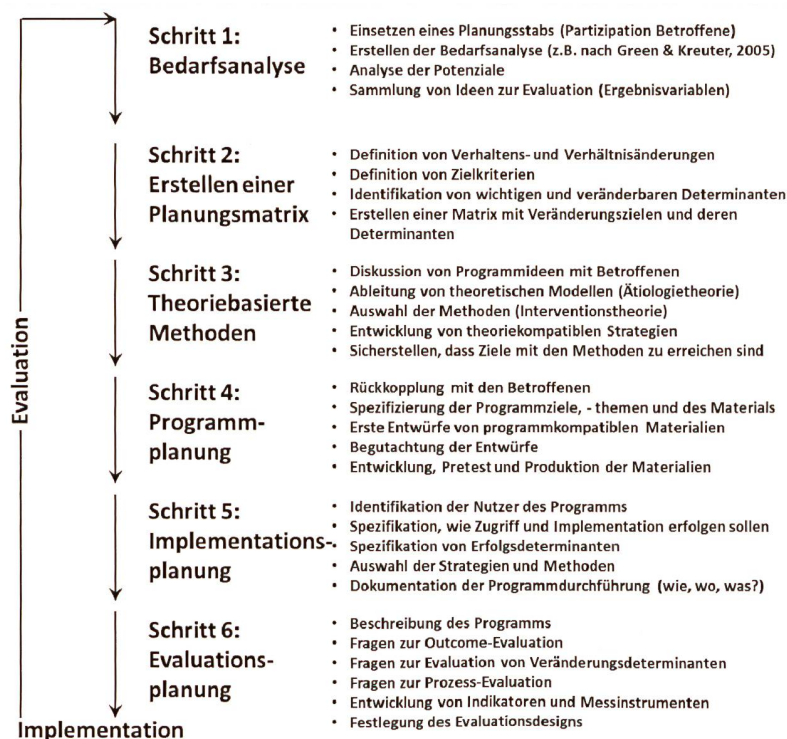 Evaluation
Schritt 1:
Bedarfsanalyse
• Einsetzen eines Planungsstabs (Partizipation Betroffene)
• Erstellen der Bedarfsanalyse (z.B. nach Green & Kreuter, 2005)
• Analyse der Potenziale
• Sammlung von Ideen zur Evaluation (Ergebnisvariablen)
Schritt 2:
Erstellen einer
Planungsmatrix
• Definition von Verhaltens- und Verhältnisänderungen
• Definition von Zielkriterien
• Identifikation von wichtigen und veränderbaren Determinanten
• Erstellen einer Matrix mit Veränderungszielen und deren
Determinanten
Schritt 3:
Theoriebasierte
Methoden
• Diskussion von Programmideen mit Betroffenen
• Ableitung von theoretischen Modellen (Ätiologietheorie)
• Auswahl der Methoden (Interventionstheorie)
• Entwicklung von theoriekompatiblen Strategien
• Sicherstellen, dass Ziele mit den Methoden zu erreichen sind
Schritt 4:
Programm-
planung
• Rückkopplung mit den Betroffenen
• Spezifizierung der Programmziele, - themen und des Materials
• Erste Entwürfe von programmkompatiblen Materialien
• Begutachtung der Entwürfe
• Entwicklung, Pretest und Produktion der Materialien
Schritt 5:
Implementations-
planung
• Identifikation der Nutzer des Programms
• Spezifikation, wie Zugriff und Implementation erfolgen sollen
• Spezifikation von Erfolgsdeterminanten
• Auswahl der Strategien und Methoden
• Dokumentation der Programmdurchführung (wie, wo, was?)
Schritt 6:
Evaluations-
planung
• Beschreibung des Programms
• Fragen zur Outcome-Evaluation
• Fragen zur Evaluation von Veränderungsdeterminanten
• Fragen zur Prozess-Evaluation
• Entwicklung von Indikatoren und Messinstrumenten
• Festlegung des Evaluationsdesigns
Implementation